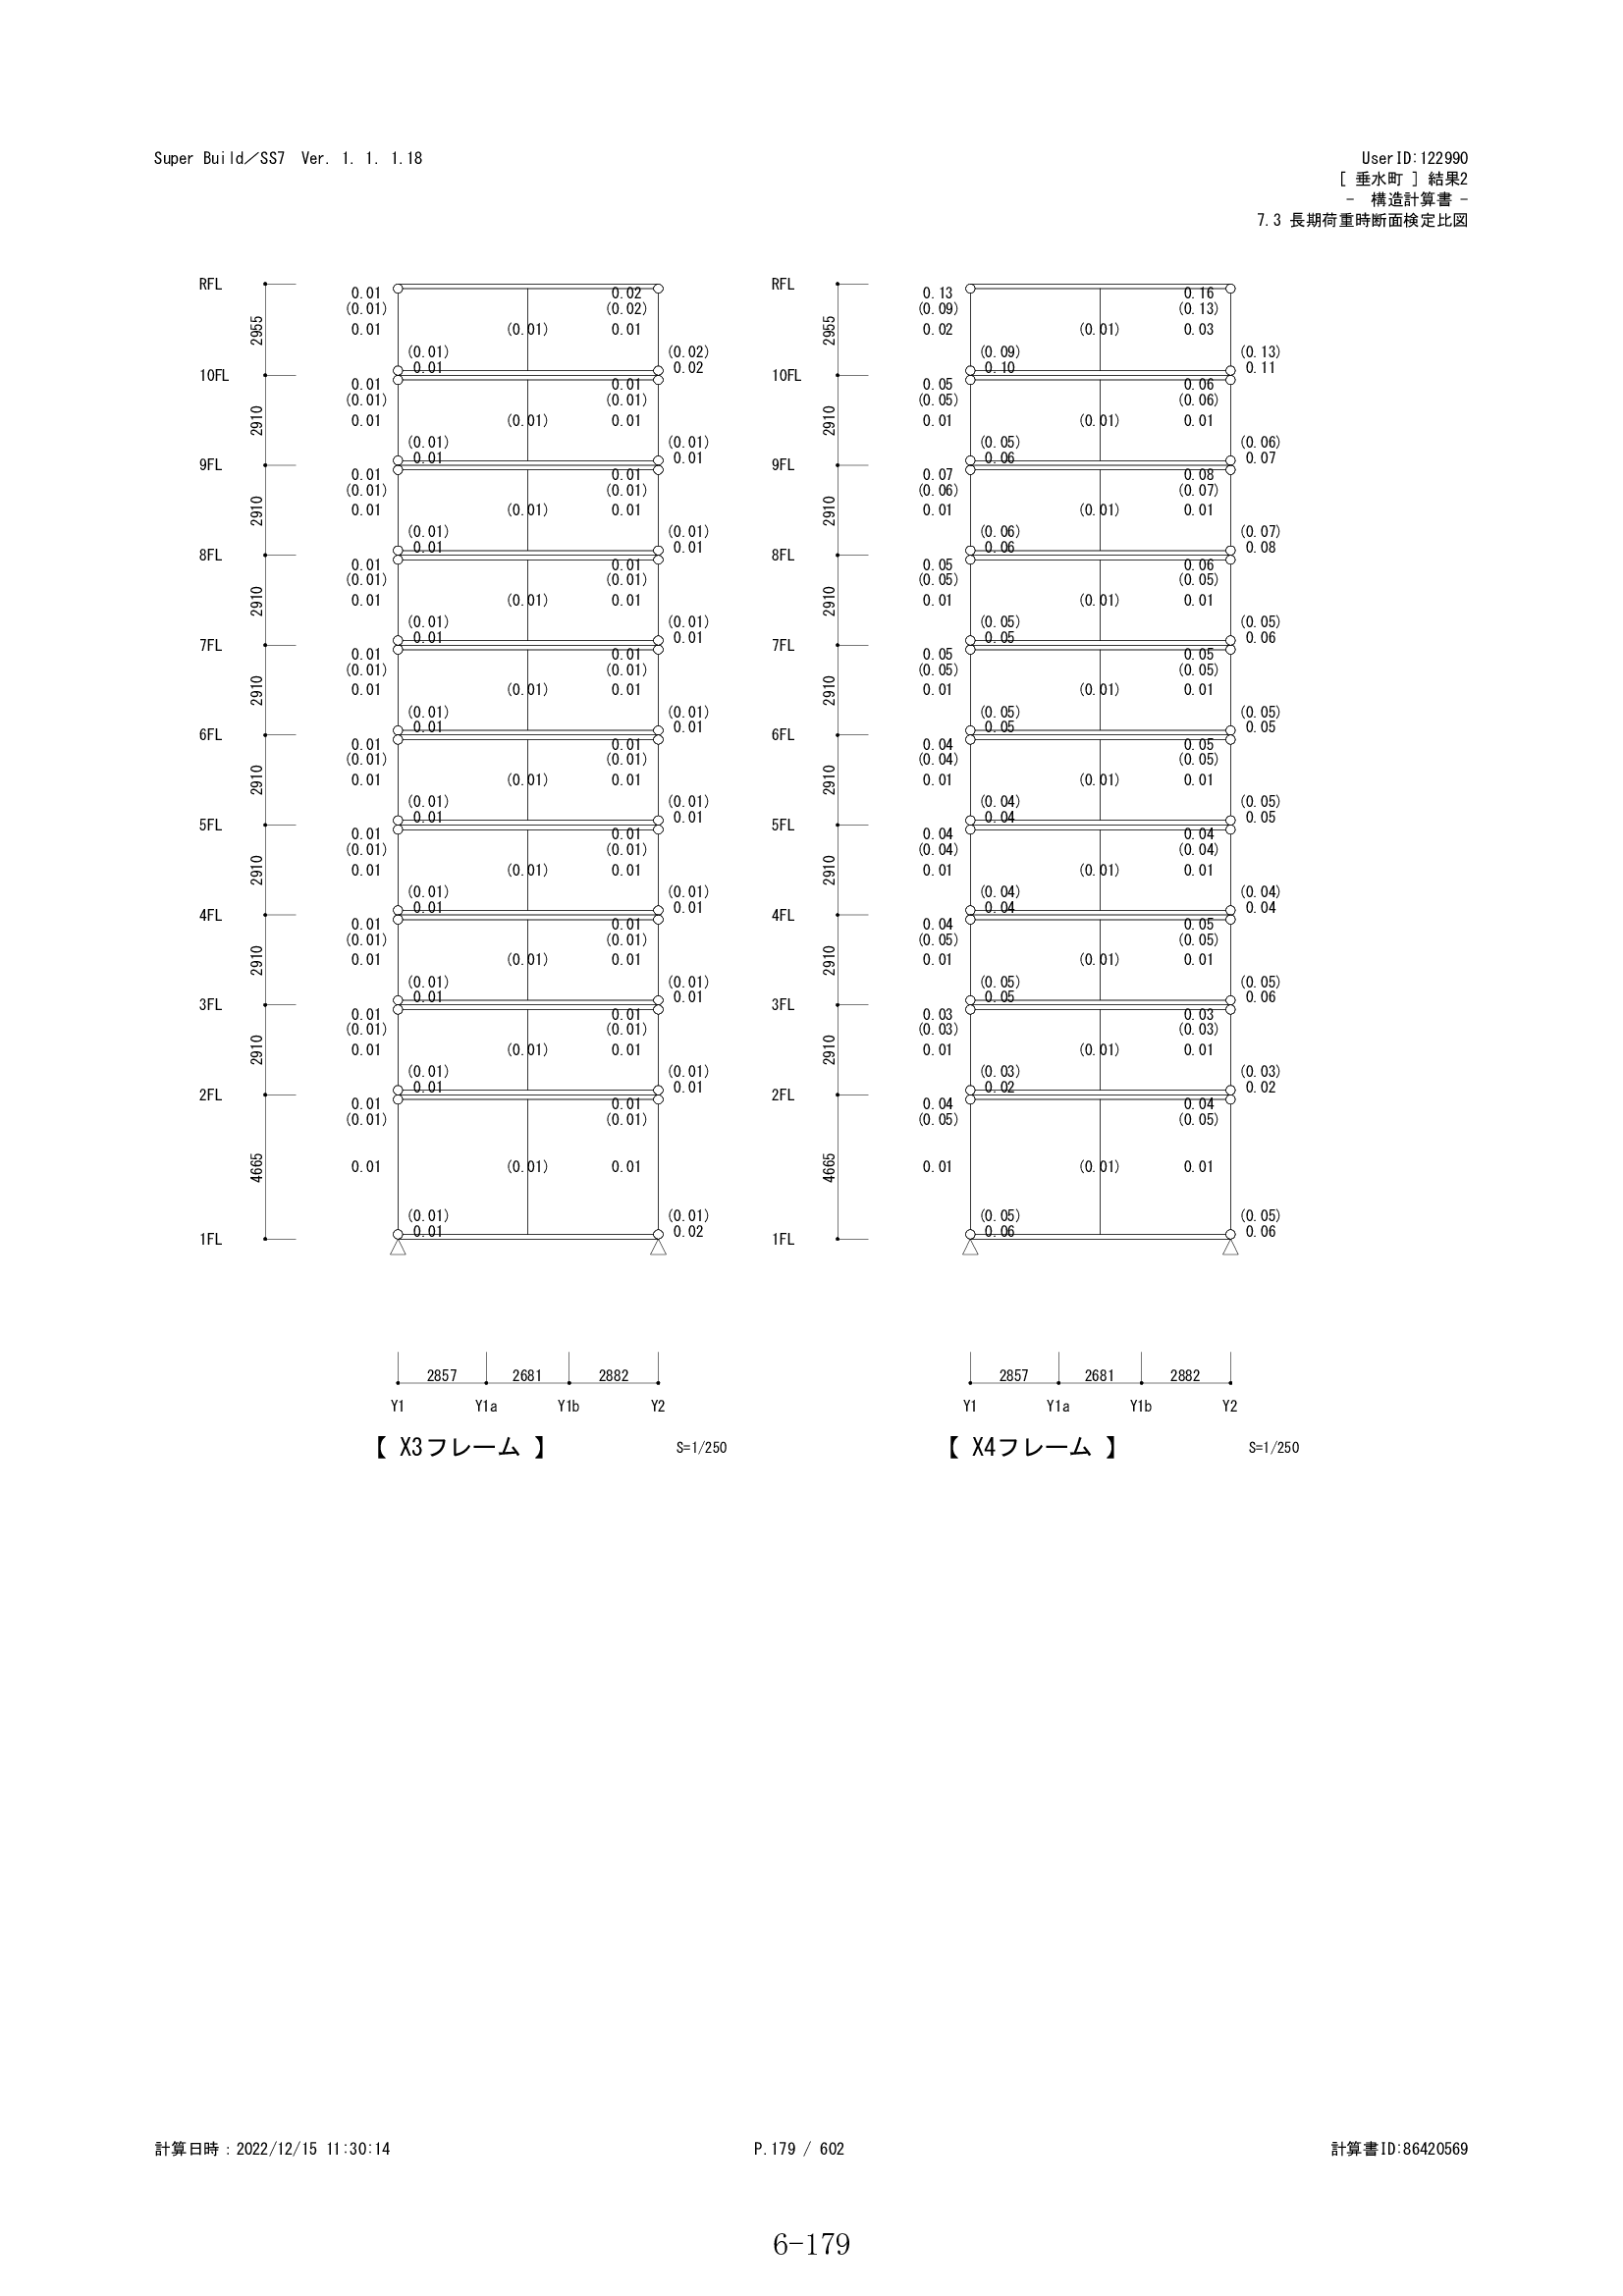 Super Build／SS7 Ver. 1. 1. 1.18
UserID:122990
[ 垂水町 ] 結果2
- 構造計算書 -
7.3 長期荷重時断面検定比図
RFL
0.01 0.02
(0.01) (0.02)
2955
0.01 (0.01) 0.01
(0.01) (0.02)
0.01 0.02
10FL
0.01 0.01
(0.01) (0.01)
2910
0.01 (0.01) 0.01
(0.01) (0.01)
0.01 0.01
9FL
0.01 0.01
(0.01) (0.01)
2910
0.01 (0.01) 0.01
(0.01) (0.01)
0.01 0.01
8FL
0.01 0.01
(0.01) (0.01)
2910
0.01 (0.01) 0.01
(0.01) (0.01)
0.01 0.01
7FL
0.01 0.01
(0.01) (0.01)
2910
0.01 (0.01) 0.01
(0.01) (0.01)
0.01 0.01
6FL
0.01 0.01
(0.01) (0.01)
2910
0.01 (0.01) 0.01
(0.01) (0.01)
0.01 0.01
5FL
0.01 0.01
(0.01) (0.01)
2910
0.01 (0.01) 0.01
(0.01) (0.01)
0.01 0.01
4FL
0.01 0.01
(0.01) (0.01)
2910
0.01 (0.01) 0.01
(0.01) (0.01)
0.01 0.01
3FL
0.01 0.01
(0.01) (0.01)
2910
0.01 (0.01) 0.01
(0.01) (0.01)
0.01 0.01
2FL
0.01 0.01
(0.01) (0.01)
4665
0.01 (0.01) 0.01
(0.01) (0.01)
0.01 0.02
1FL
2857 2681 2882
Y1 Y1a Y1b Y2
【 X3フレーム 】 S=1/250
RFL
0.13 0.16
(0.09) (0.13)
2955
0.02 (0.01) 0.03
(0.09) (0.13)
0.10 0.11
10FL
0.05 0.06
(0.05) (0.06)
2910
0.01 (0.01) 0.01
(0.05) (0.06)
0.06 0.07
9FL
0.07 0.08
(0.06) (0.07)
2910
0.01 (0.01) 0.01
(0.06) (0.07)
0.06 0.08
8FL
0.05 0.06
(0.05) (0.05)
2910
0.01 (0.01) 0.01
(0.05) (0.05)
0.05 0.06
7FL
0.05 0.05
(0.05) (0.05)
2910
0.01 (0.01) 0.01
(0.05) (0.05)
0.05 0.05
6FL
0.04 0.05
(0.04) (0.05)
2910
0.01 (0.01) 0.01
(0.04) (0.05)
0.04 0.05
5FL
0.04 0.04
(0.04) (0.04)
2910
0.01 (0.01) 0.01
(0.04) (0.04)
0.04 0.04
4FL
0.04 0.05
(0.05) (0.05)
2910
0.01 (0.01) 0.01
(0.05) (0.05)
0.05 0.06
3FL
0.03 0.03
(0.03) (0.03)
2910
0.01 (0.01) 0.01
(0.03) (0.03)
0.02 0.02
2FL
0.04 0.04
(0.05) (0.05)
4665
0.01 (0.01) 0.01
(0.05) (0.05)
0.06 0.06
1FL
2857 2681 2882
Y1 Y1a Y1b Y2
【 X4フレーム 】 S=1/250
計算日時：2022/12/15 11:30:14
P.179 / 602
計算書ID:86420569
6-179